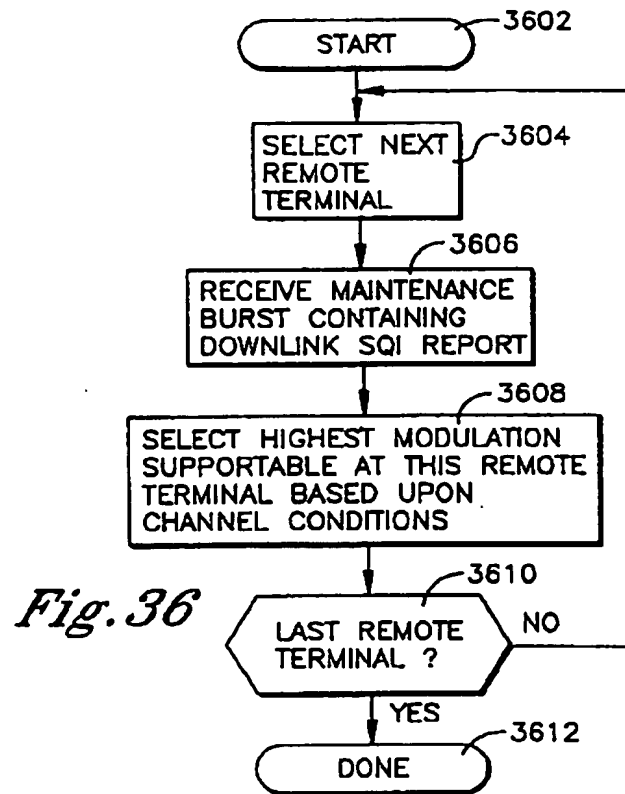 START
3602
SELECT NEXT
REMOTE
TERMINAL
3604
3606
RECEIVE MAINTENANCE
BURST CONTAINING
DOWNLINK SQI REPORT
3608
SELECT HIGHEST MODULATION
SUPPORTABLE AT THIS REMOTE
TERMINAL BASED UPON
CHANNEL CONDITIONS
Fig. 36
3610
LAST REMOTE
TERMINAL ?
NO
YES
3612
DONE